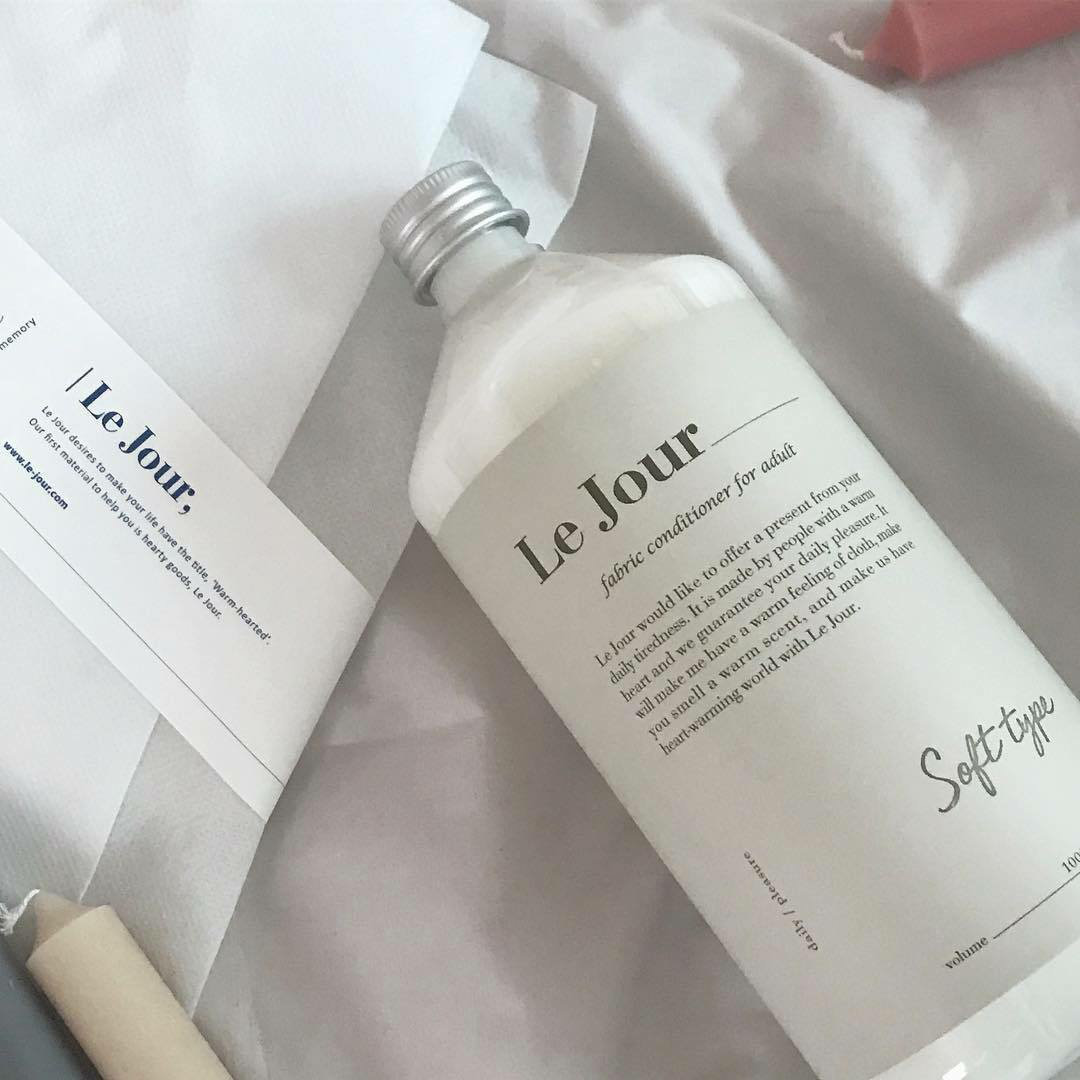 memory
| Le Jour,
Le Jour desires to make your life have the title, 'Warm-hearted'.
Our first material to help you is hearty goods, Le Jour.
www.le-jour.com
Le Jour
fabric conditioner for adult
Le Jour would like to offer a present from your
daily tiredness. It is made by people with a warm
heart and we guarantee your daily pleasure. It
will make me have a warm feeling of cloth, make
you smell a warm scent, and make us have
heart-warming world with Le Jour.
Soft type
daily / pleasure
volume